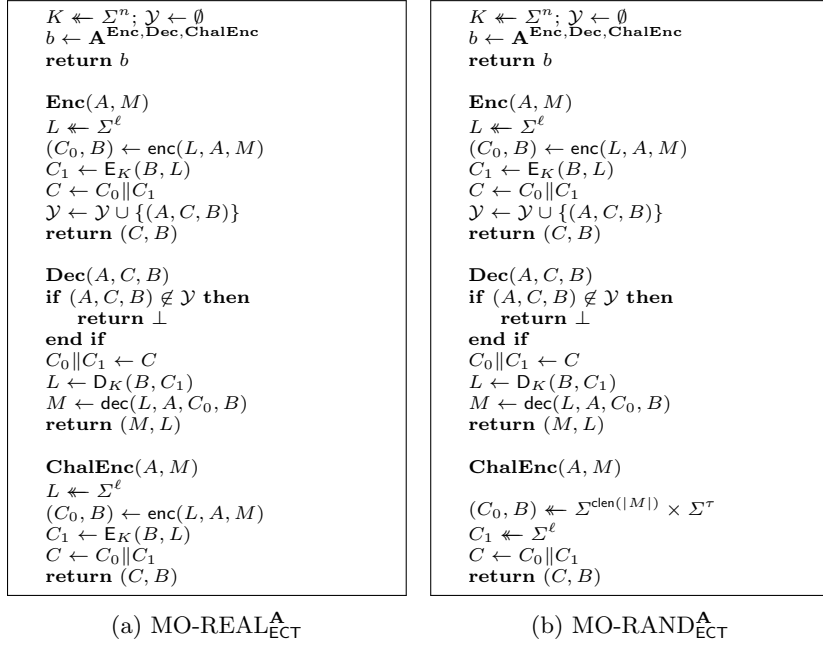 K ↞ Σⁿ; 𝒴 ← ∅
b ← A^{Enc,Dec,ChalEnc}
return b
Enc(A, M)
L ↞ Σ^ℓ
(C₀, B) ← enc(L, A, M)
C₁ ← E_K(B, L)
C ← C₀‖C₁
𝒴 ← 𝒴 ∪ {(A, C, B)}
return (C, B)
Dec(A, C, B)
if (A, C, B) ∉ 𝒴 then
return ⊥
end if
C₀‖C₁ ← C
L ← D_K(B, C₁)
M ← dec(L, A, C₀, B)
return (M, L)
ChalEnc(A, M)
L ↞ Σ^ℓ
(C₀, B) ← enc(L, A, M)
C₁ ← E_K(B, L)
C ← C₀‖C₁
return (C, B)
(a) MO-REAL^A_ECT
K ↞ Σⁿ; 𝒴 ← ∅
b ← A^{Enc,Dec,ChalEnc}
return b
Enc(A, M)
L ↞ Σ^ℓ
(C₀, B) ← enc(L, A, M)
C₁ ← E_K(B, L)
C ← C₀‖C₁
𝒴 ← 𝒴 ∪ {(A, C, B)}
return (C, B)
Dec(A, C, B)
if (A, C, B) ∉ 𝒴 then
return ⊥
end if
C₀‖C₁ ← C
L ← D_K(B, C₁)
M ← dec(L, A, C₀, B)
return (M, L)
ChalEnc(A, M)
(C₀, B) ↞ Σ^{clen(|M|)} × Σ^τ
C₁ ↞ Σ^ℓ
C ← C₀‖C₁
return (C, B)
(b) MO-RAND^A_ECT